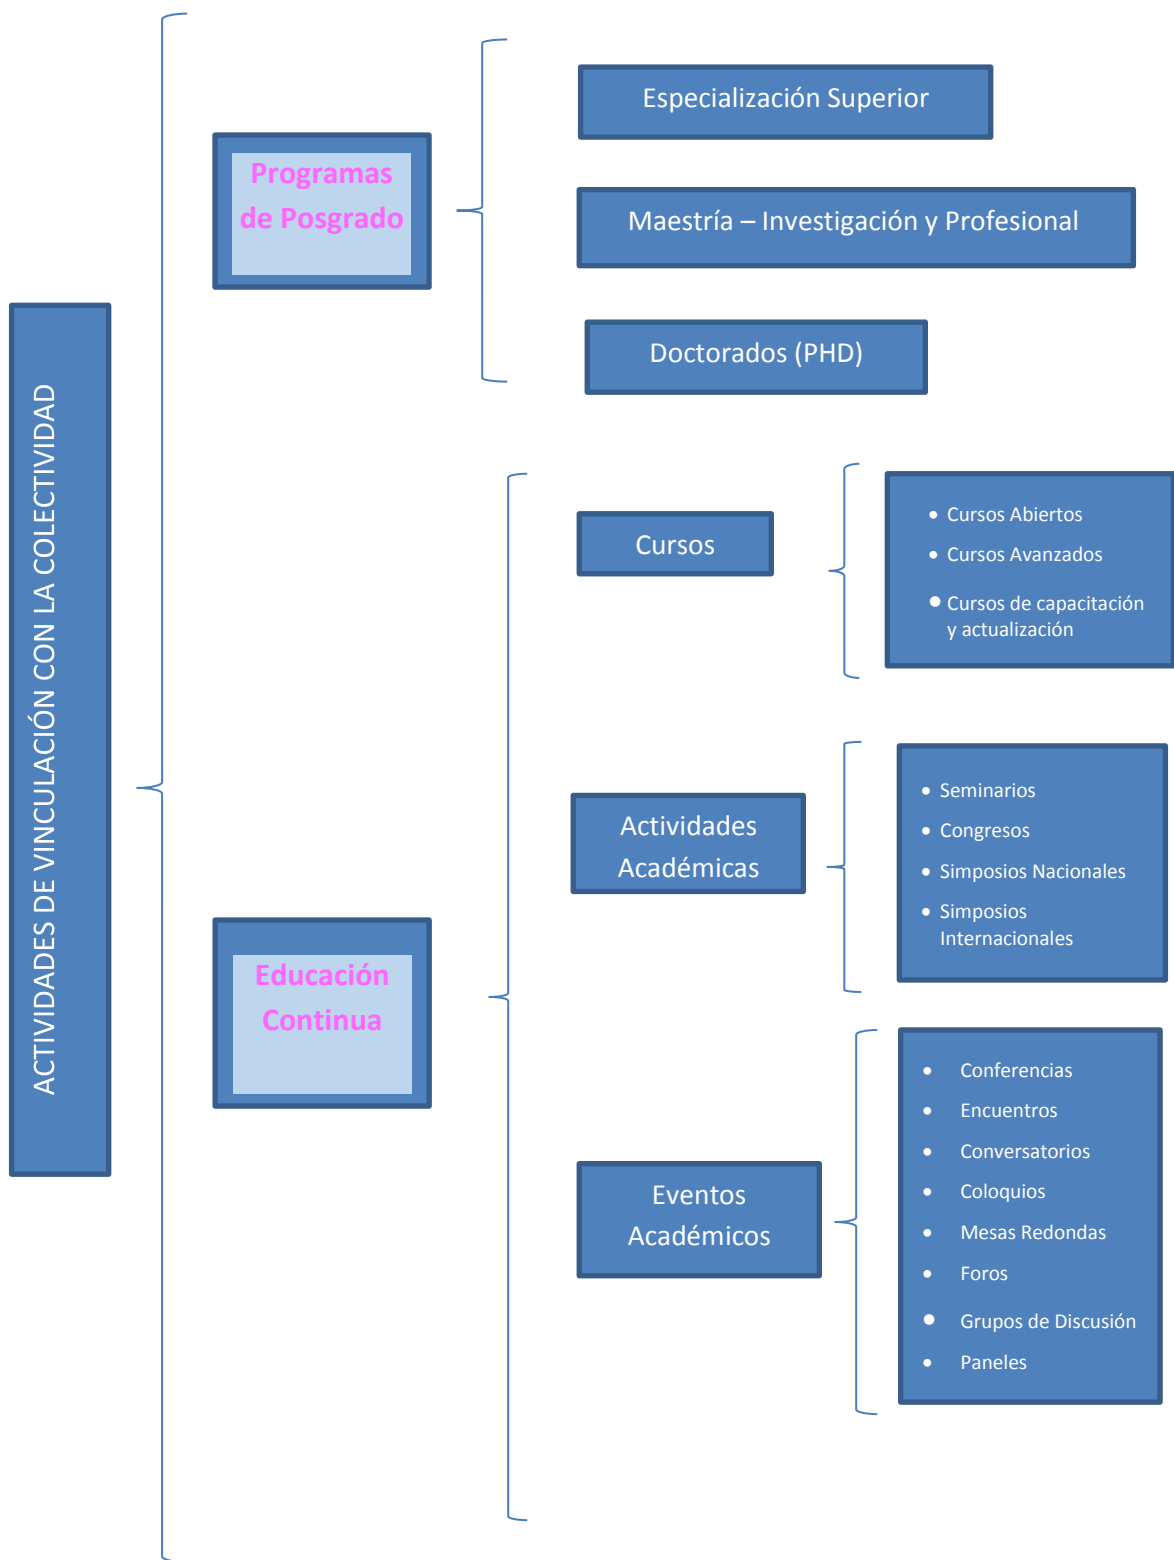 ACTIVIDADES DE VINCULACIÓN CON LA COLECTIVIDAD
Programas
de Posgrado
Especialización Superior
Maestría – Investigación y Profesional
Doctorados (PHD)
Educación
Continua
Cursos
• Cursos Abiertos
• Cursos Avanzados
• Cursos de capacitación
y actualización
Actividades
Académicas
• Seminarios
• Congresos
• Simposios Nacionales
• Simposios
Internacionales
Eventos
Académicos
• Conferencias
• Encuentros
• Conversatorios
• Coloquios
• Mesas Redondas
• Foros
• Grupos de Discusión
• Paneles